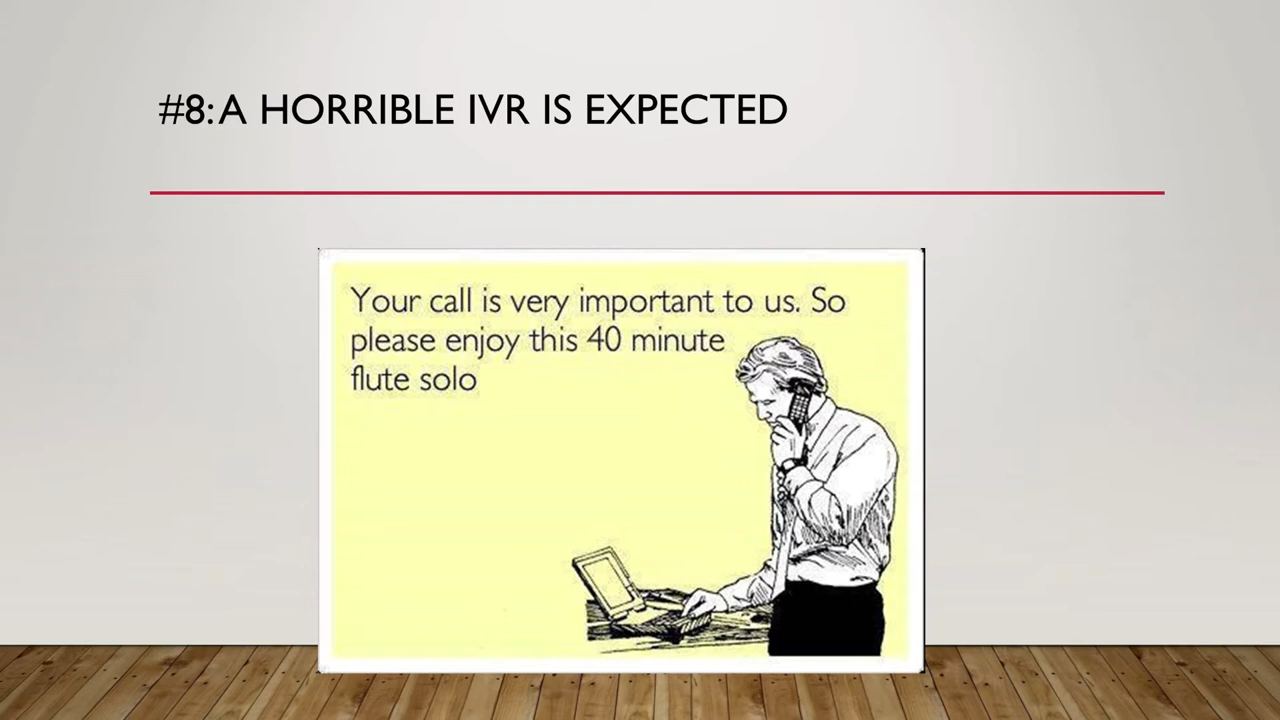 #8: A HORRIBLE IVR IS EXPECTED
Your call is very important to us. So
please enjoy this 40 minute
flute solo